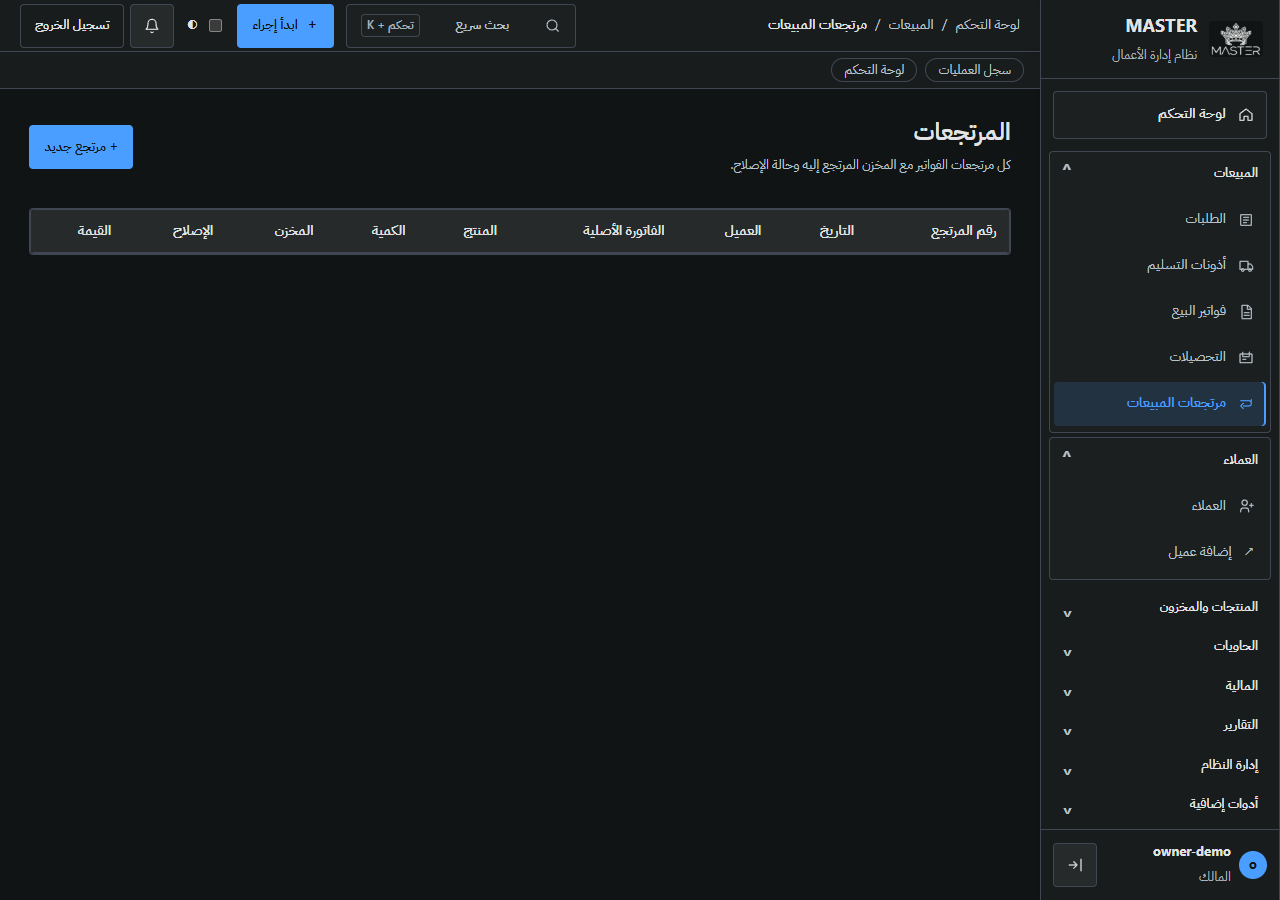 MASTER
نظام إدارة الأعمال
MASTER
لوحة التحكم
المبيعات
الطلبات
أذونات التسليم
فواتير البيع
التحصيلات
مرتجعات المبيعات
العملاء
العملاء
إضافة عميل
المنتجات والمخزون
الحاويات
المالية
التقارير
إدارة النظام
أدوات إضافية
owner-demo
المالك
o
لوحة التحكم / المبيعات / مرتجعات المبيعات
بحث سريع تحكم + K
+ ابدأ إجراء
تسجيل الخروج
سجل العمليات لوحة التحكم
المرتجعات
كل مرتجعات الفواتير مع المخزن المرتجع إليه وحالة الإصلاح.
+ مرتجع جديد
رقم المرتجع التاريخ العميل الفاتورة الأصلية المنتج الكمية المخزن الإصلاح القيمة